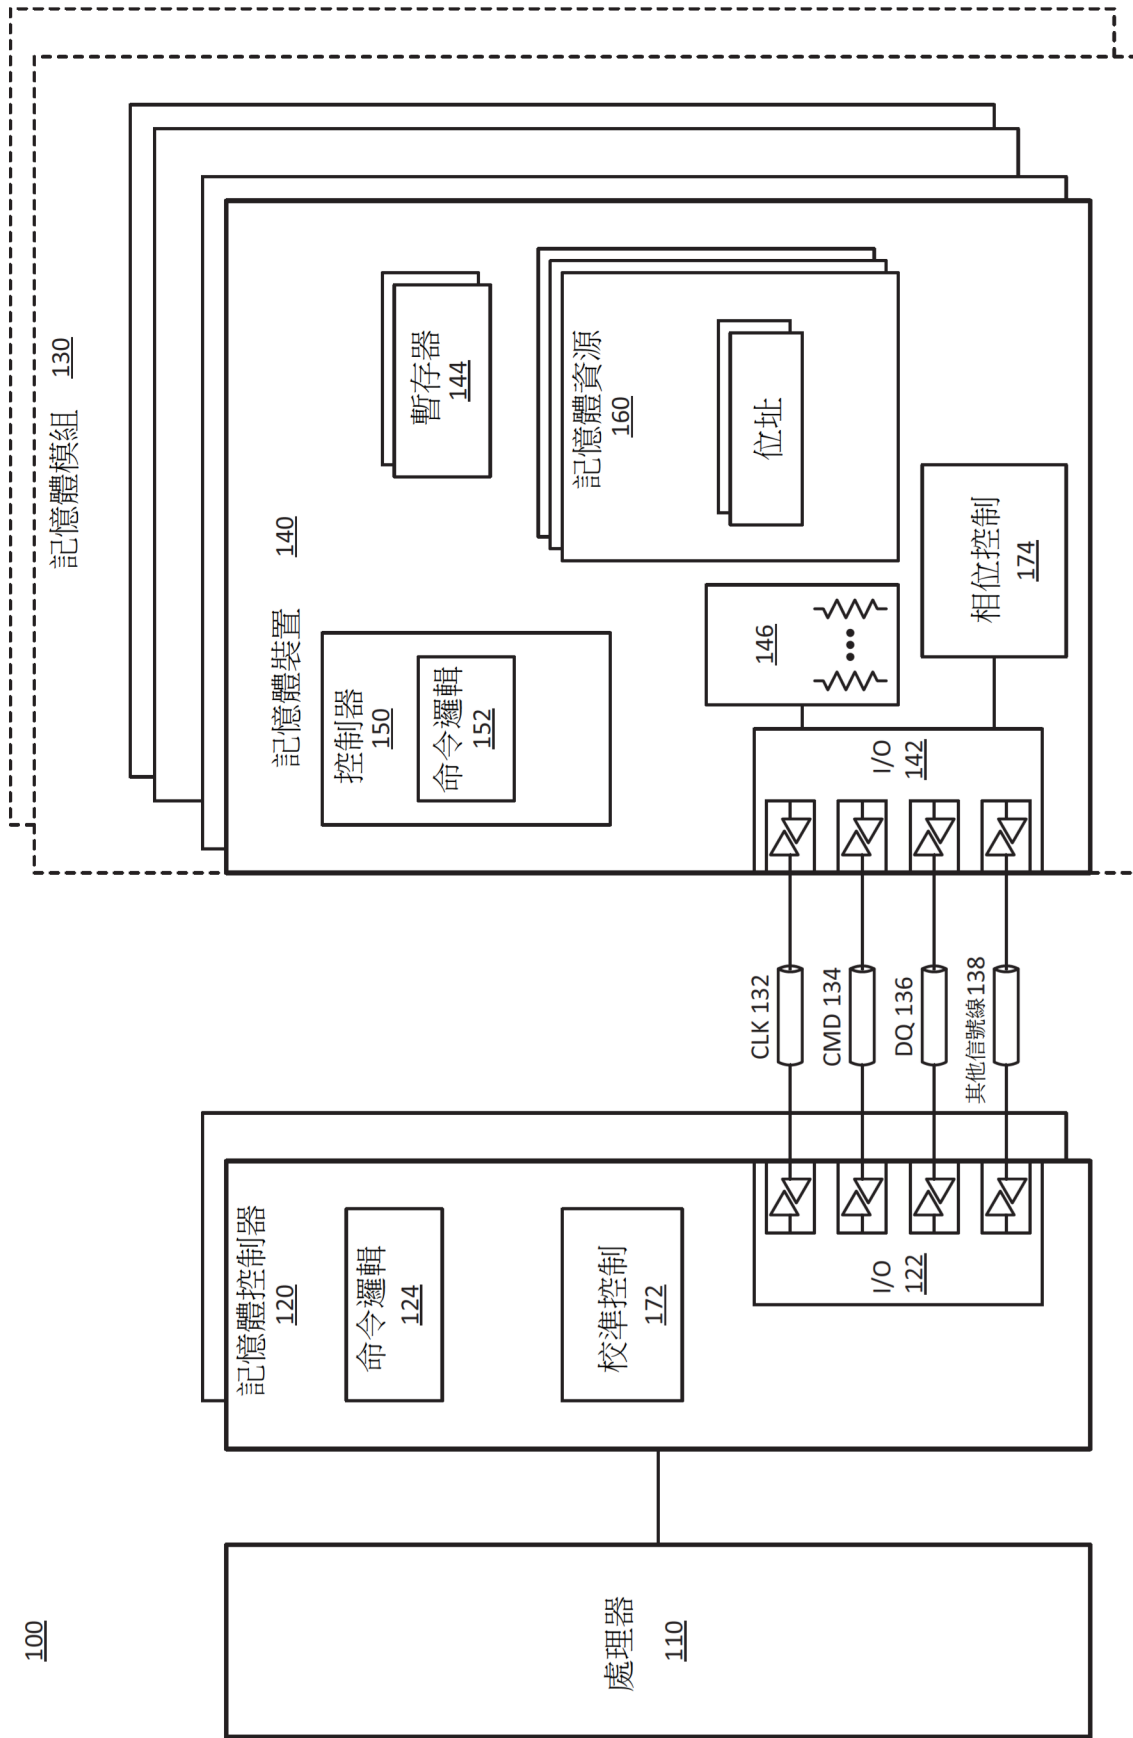 100
處理器
110
記憶體控制器
120
命令邏輯
124
校準控制
172
I/O
122
CLK 132
CMD 134
DQ 136
其他信號線138
記憶體模組 130
記憶體裝置 140
控制器
150
命令邏輯
152
暫存器
144
記憶體資源
160
位址
146
I/O
142
相位控制
174